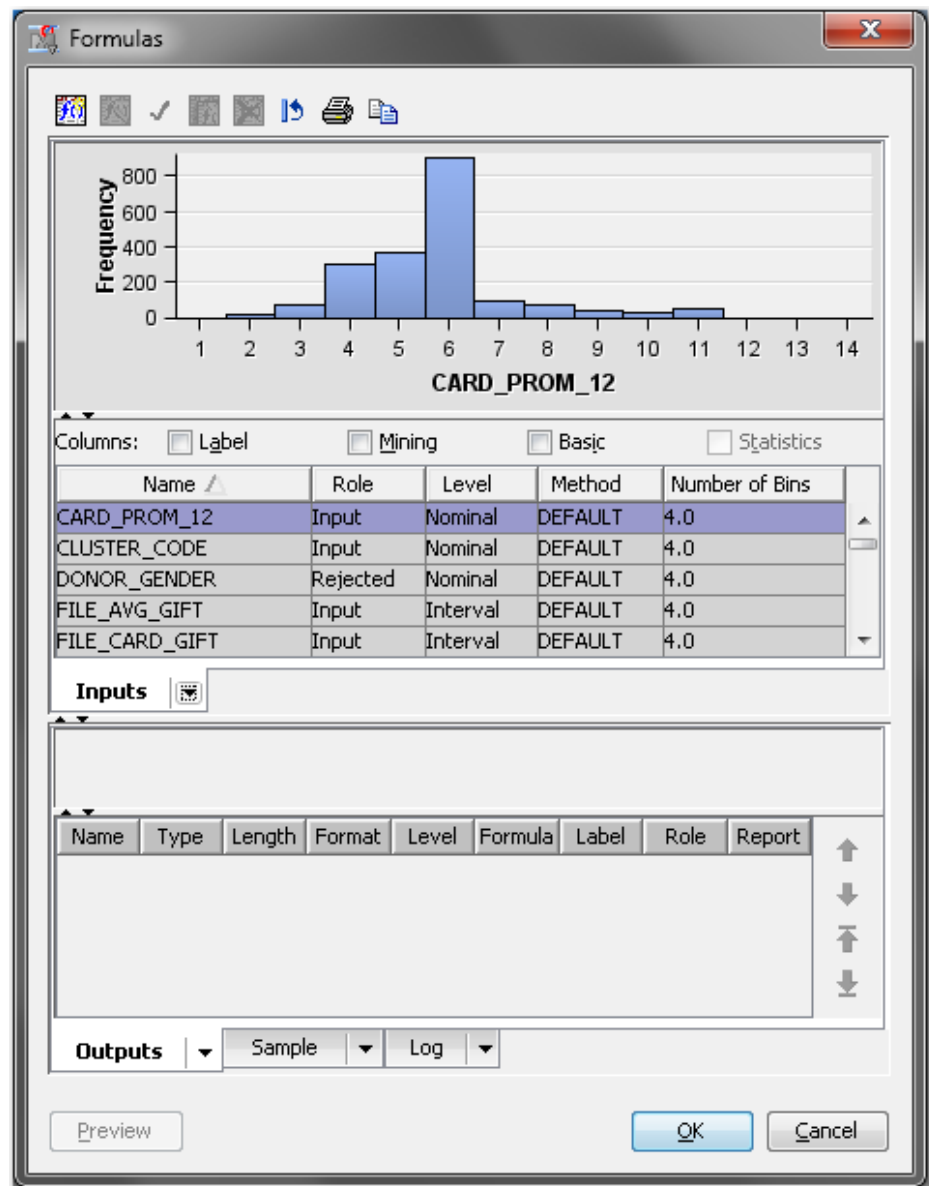 Formulas
Frequency
800
600
400
200
0
1 2 3 4 5 6 7 8 9 10 11 12 13 14
CARD_PROM_12
Columns: Label Mining Basic Statistics
Name Role Level Method Number of Bins
CARD_PROM_12 Input Nominal DEFAULT 4.0
CLUSTER_CODE Input Nominal DEFAULT 4.0
DONOR_GENDER Rejected Nominal DEFAULT 4.0
FILE_AVG_GIFT Input Interval DEFAULT 4.0
FILE_CARD_GIFT Input Interval DEFAULT 4.0
Inputs
Name Type Length Format Level Formula Label Role Report
Outputs Sample Log
Preview OK Cancel